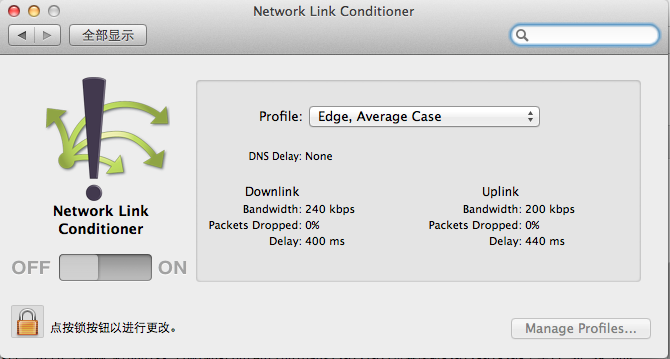 Network Link Conditioner
全部显示
Profile: Edge, Average Case
DNS Delay: None
Downlink
Bandwidth: 240 kbps
Packets Dropped: 0%
Delay: 400 ms
Uplink
Bandwidth: 200 kbps
Packets Dropped: 0%
Delay: 440 ms
Network Link
Conditioner
OFF ON
点按锁按钮以进行更改。
Manage Profiles...